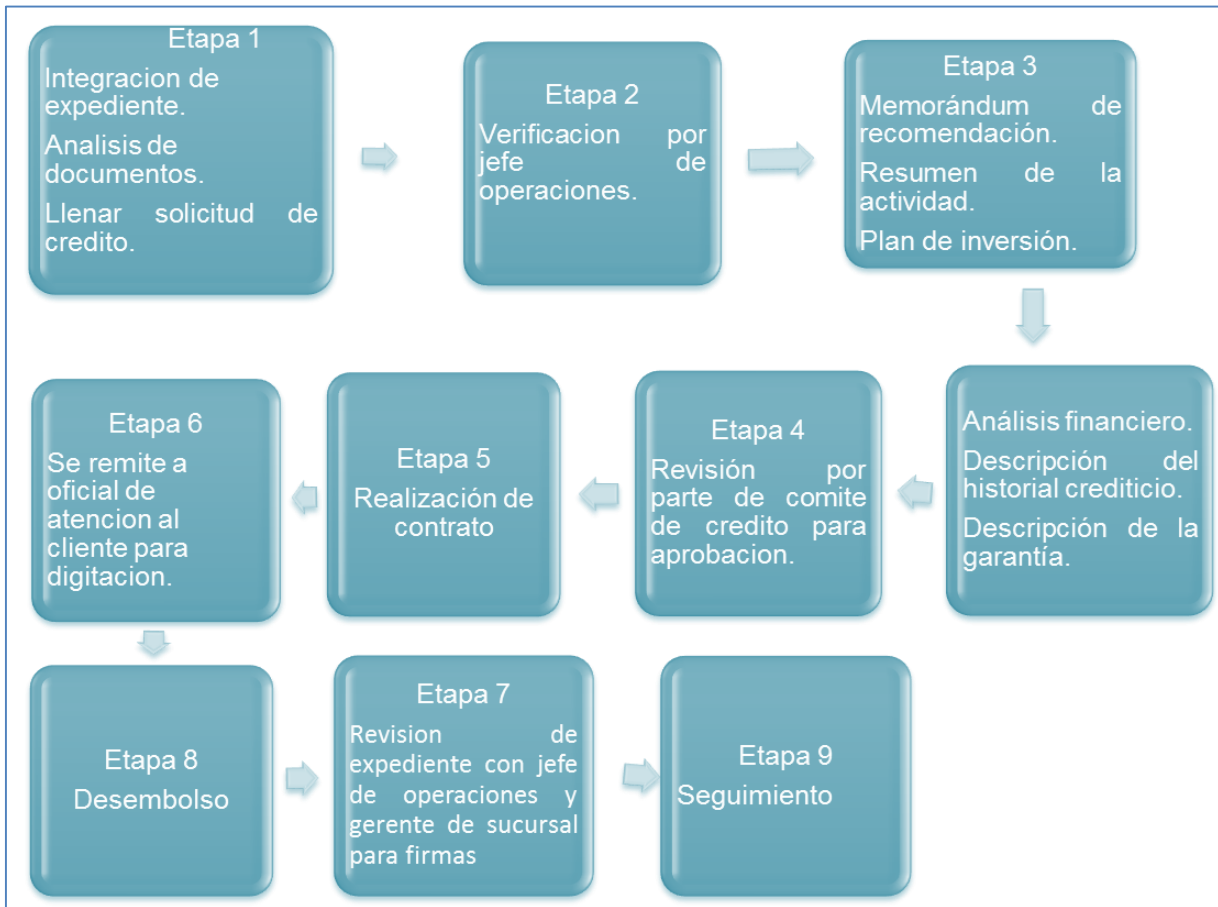 Etapa 1
Integracion de
expediente.
Analisis de
documentos.
Llenar solicitud de
credito.
Etapa 2
Verificacion por
jefe de
operaciones.
Etapa 3
Memorándum de
recomendación.
Resumen de la
actividad.
Plan de inversión.
Análisis financiero.
Descripción del
historial crediticio.
Descripción de la
garantía.
Etapa 4
Revisión por
parte de comite
de credito para
aprobacion.
Etapa 5
Realización de
contrato
Etapa 6
Se remite a
oficial de
atencion al
cliente para
digitacion.
Etapa 8
Desembolso
Etapa 7
Revision de
expediente con jefe
de operaciones y
gerente de sucursal
para firmas
Etapa 9
Seguimiento